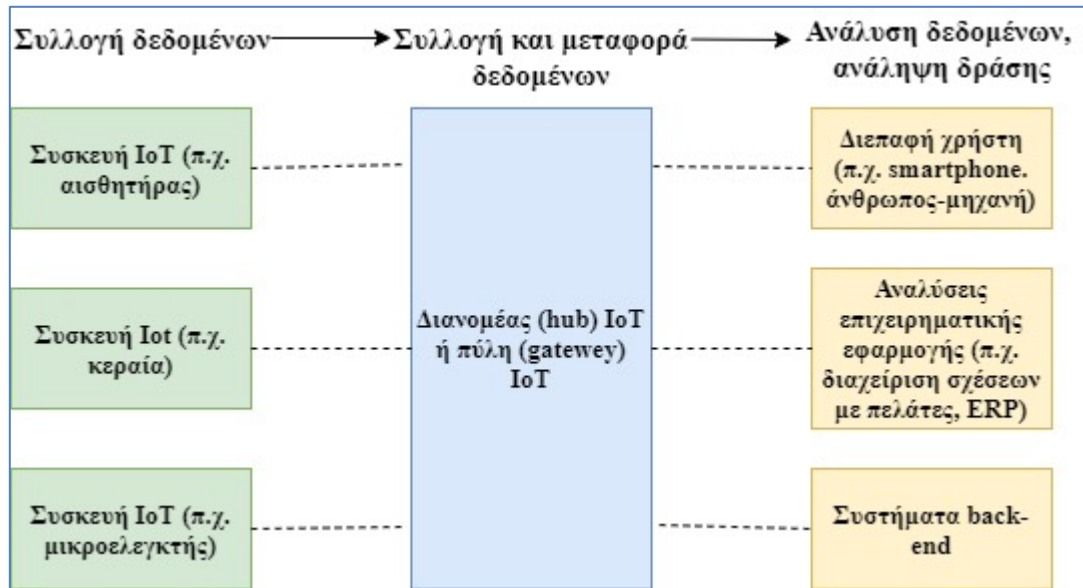 Συλλογή δεδομένων
Συλλογή και μεταφορά
δεδομένων
Ανάλυση δεδομένων,
ανάληψη δράσης
Συσκευή IoT (π.χ.
αισθητήρας)
Συσκευή Iot (π.χ.
κεραία)
Συσκευή IoT (π.χ.
μικροελεγκτής)
Διανομέας (hub) IoT
ή πύλη (gatewey)
IoT
Διεπαφή χρήστη
(π.χ. smartphone.
άνθρωπος-μηχανή)
Αναλύσεις
επιχειρηματικής
εφαρμογής (π.χ.
διαχείριση σχέσεων
με πελάτες, ERP)
Συστήματα back-
end